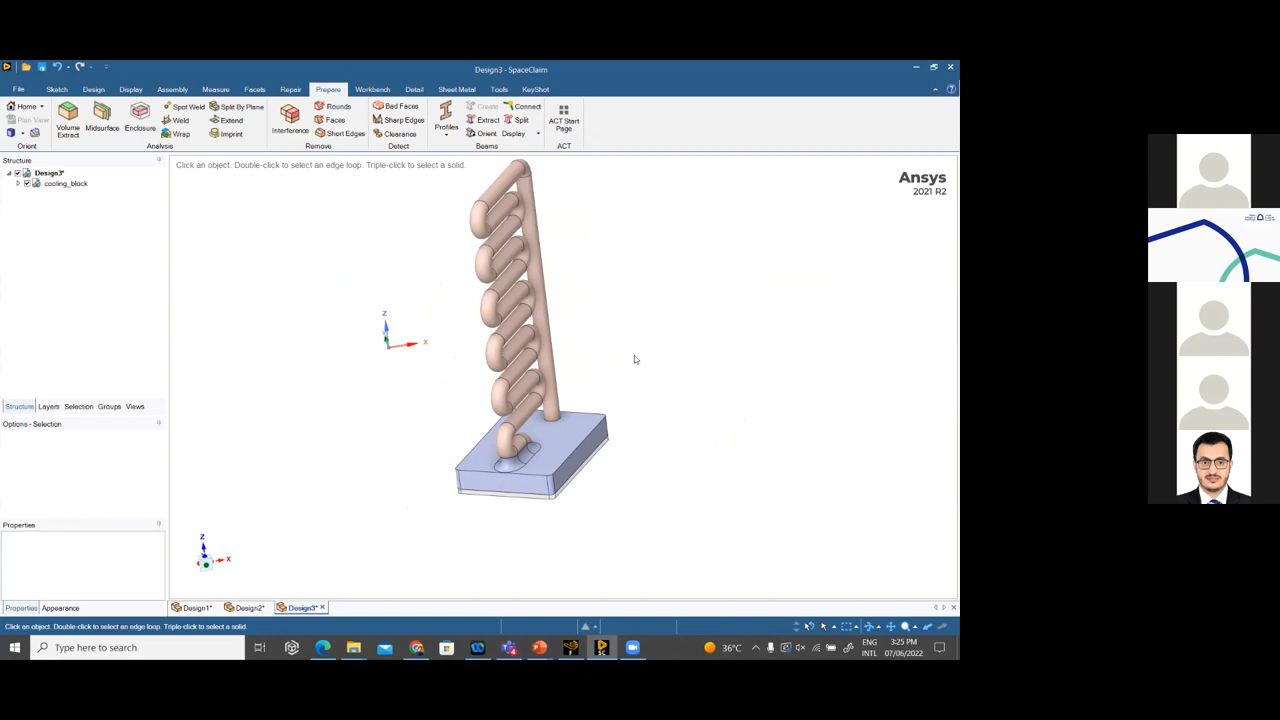 Design3 - SpaceClaim
File Sketch Design Display Assembly Measure Facets Repair Prepare Workbench Detail Sheet Metal Tools KeyShot
Home
Plan View
Orient
Volume Extract
Midsurface
Enclosure
Spot Weld
Weld
Wrap
Split By Plane
Extend
Imprint
Analysis
Interference
Rounds
Faces
Short Edges
Remove
Bad Faces
Sharp Edges
Clearance
Detect
Profiles
Create
Extract
Orient
Connect
Split
Display
Beams
ACT Start Page
ACT
Structure
Click an object. Double-click to select an edge loop. Triple-click to select a solid.
Design3*
cooling_block
Ansys
2021 R2
Z
X
Structure Layers Selection Groups Views
Options - Selection
Properties
Z
X
Properties Appearance
Design1* Design2* Design3*
Click an object. Double-click to select an edge loop. Triple-click to select a solid.
Type here to search
36°C
ENG
INTL
3:25 PM
07/06/2022